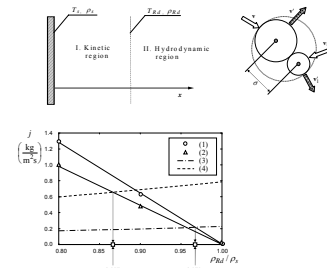 T_s, ρ_s
T_Rd, ρ_Rd
I. Kinetic
region
II. Hydrodynamic
region
x
v
v'
v'₁
σ
j
(kg/m²s)
1.4
1.2
1.0
0.8
0.6
0.4
0.2
0.0
(1)
(2)
(3)
(4)
0.80
0.85
0.90
0.95
1.00
ρ_Rd/ρ_s